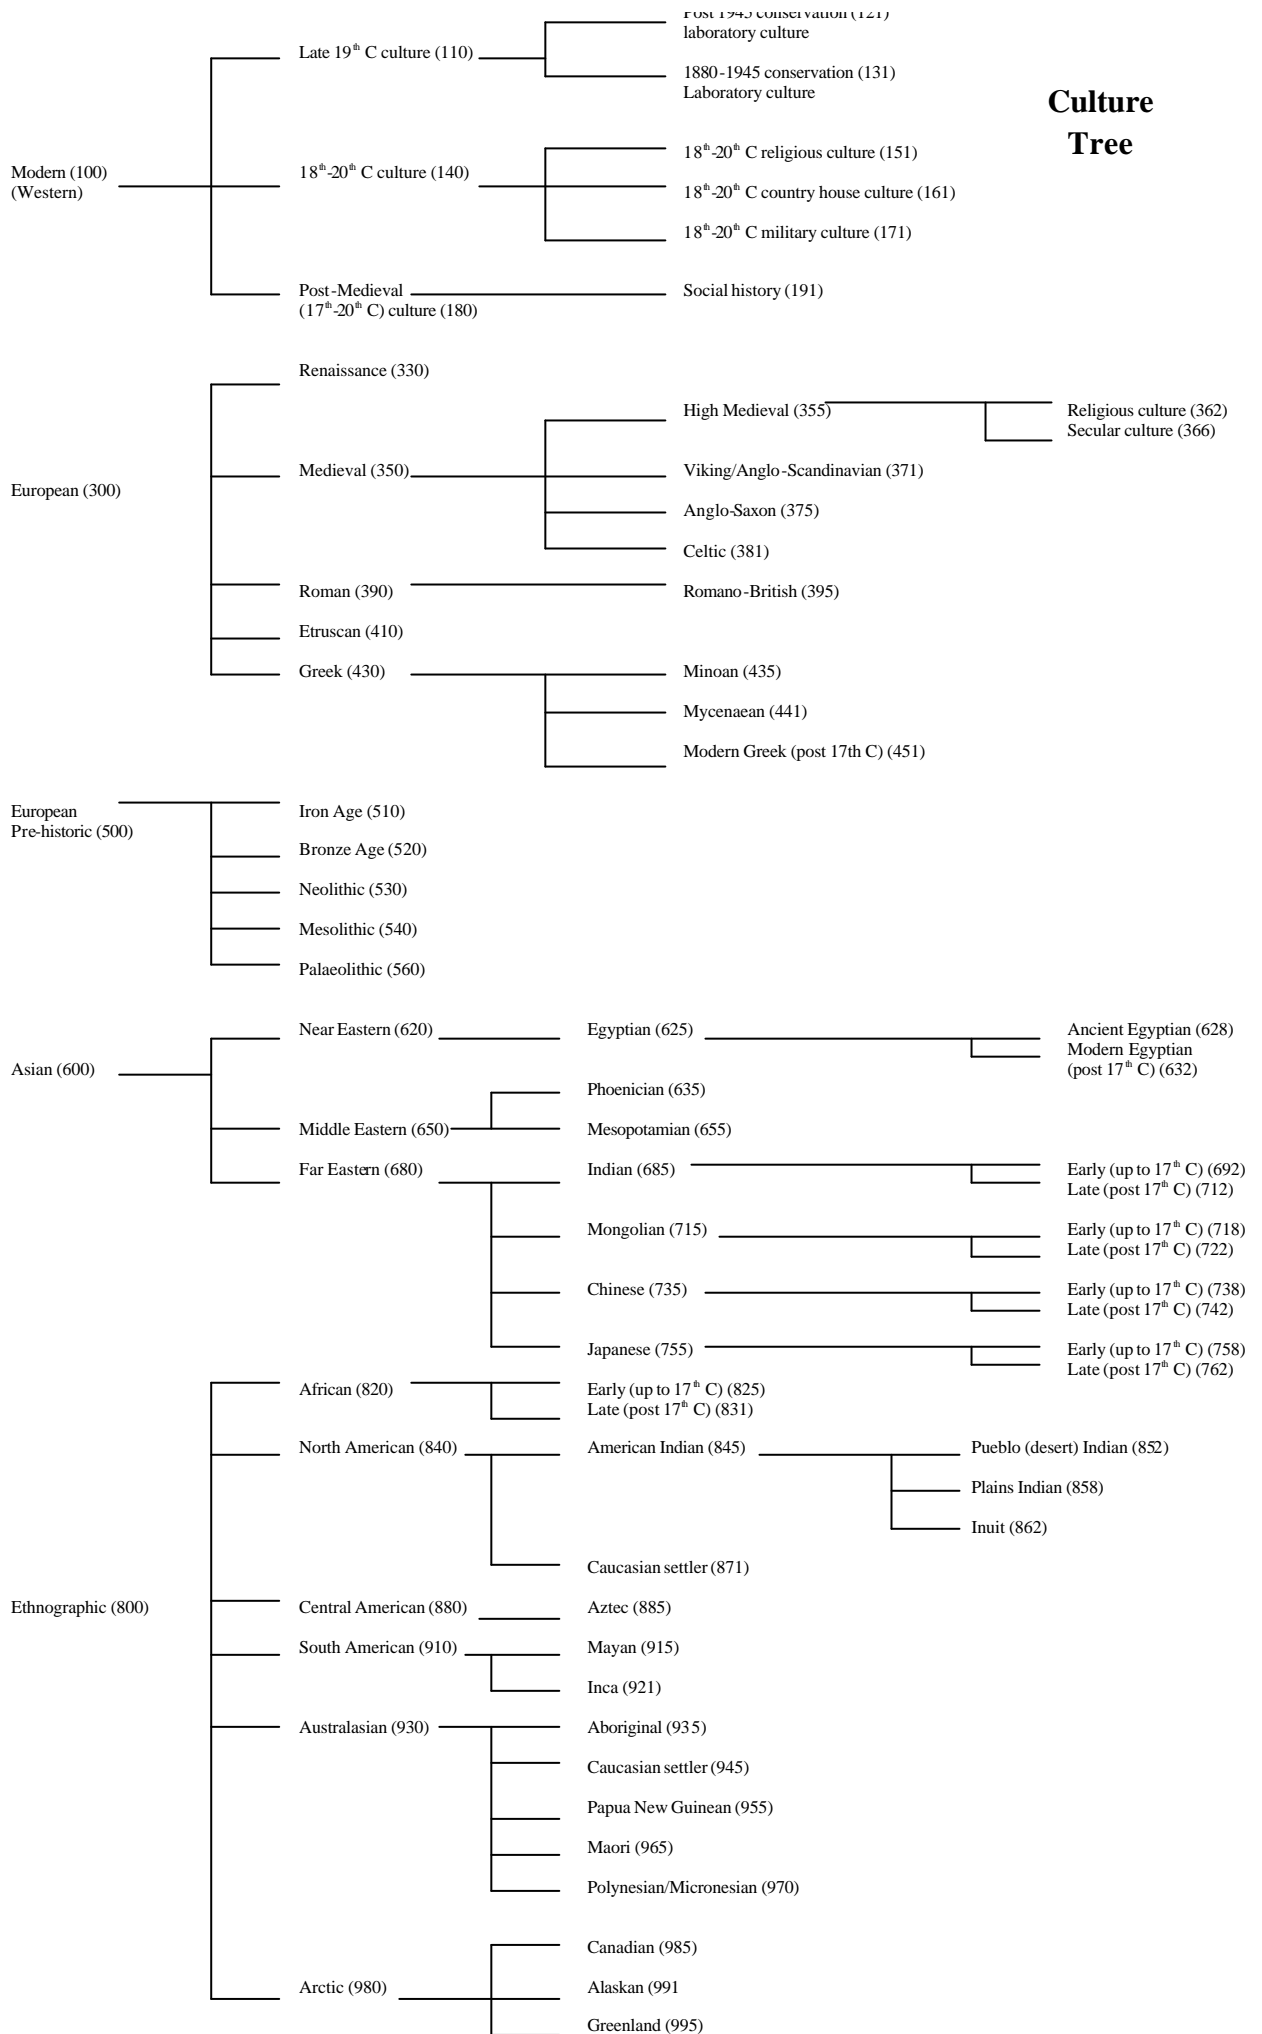 Post 1945 conservation (121)
laboratory culture
Late 19th C culture (110)
1880-1945 conservation (131)
Laboratory culture
Culture
Tree
18th-20th C religious culture (151)
Modern (100)
(Western)
18th-20th C culture (140)
18th-20th C country house culture (161)
18th-20th C military culture (171)
Post-Medieval
(17th-20th C) culture (180)
Social history (191)
Renaissance (330)
High Medieval (355)
Religious culture (362)
Secular culture (366)
European (300)
Medieval (350)
Viking/Anglo-Scandinavian (371)
Anglo-Saxon (375)
Celtic (381)
Roman (390)
Romano-British (395)
Etruscan (410)
Greek (430)
Minoan (435)
Mycenaean (441)
Modern Greek (post 17th C) (451)
European
Pre-historic (500)
Iron Age (510)
Bronze Age (520)
Neolithic (530)
Mesolithic (540)
Palaeolithic (560)
Asian (600)
Near Eastern (620)
Egyptian (625)
Ancient Egyptian (628)
Modern Egyptian
(post 17th C) (632)
Phoenician (635)
Middle Eastern (650)
Mesopotamian (655)
Far Eastern (680)
Indian (685)
Early (up to 17th C) (692)
Late (post 17th C) (712)
Mongolian (715)
Early (up to 17th C) (718)
Late (post 17th C) (722)
Chinese (735)
Early (up to 17th C) (738)
Late (post 17th C) (742)
Japanese (755)
Early (up to 17th C) (758)
Late (post 17th C) (762)
African (820)
Early (up to 17th C) (825)
Late (post 17th C) (831)
North American (840)
American Indian (845)
Pueblo (desert) Indian (852)
Plains Indian (858)
Inuit (862)
Caucasian settler (871)
Ethnographic (800)
Central American (880)
Aztec (885)
South American (910)
Mayan (915)
Inca (921)
Australasian (930)
Aboriginal (935)
Caucasian settler (945)
Papua New Guinean (955)
Maori (965)
Polynesian/Micronesian (970)
Canadian (985)
Arctic (980)
Alaskan (991
Greenland (995)